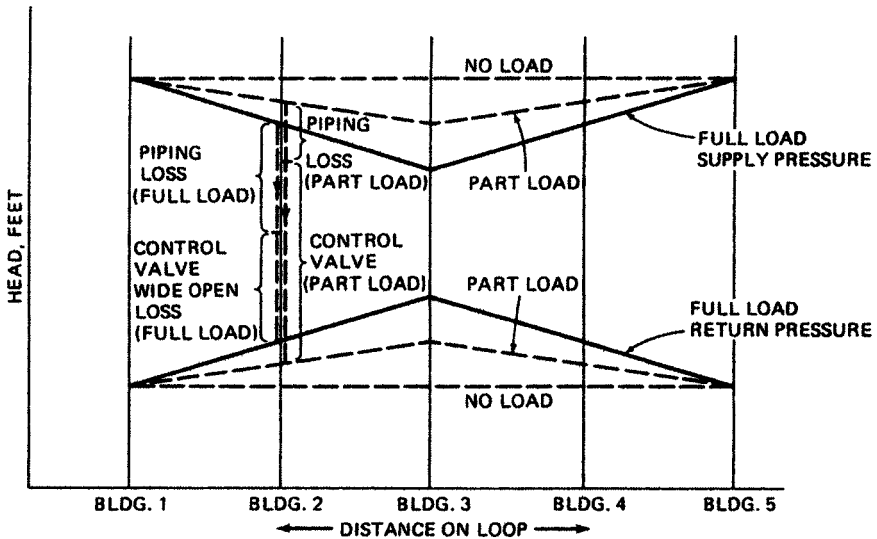 NO LOAD
PIPING
LOSS
(PART LOAD)
PIPING
LOSS
(FULL LOAD)
PART LOAD
FULL LOAD
SUPPLY PRESSURE
HEAD, FEET
CONTROL
VALVE
WIDE OPEN
LOSS
(FULL LOAD)
CONTROL
VALVE
(PART LOAD)
PART LOAD
FULL LOAD
RETURN PRESSURE
NO LOAD
BLDG. 1 BLDG. 2 BLDG. 3 BLDG. 4 BLDG. 5
DISTANCE ON LOOP